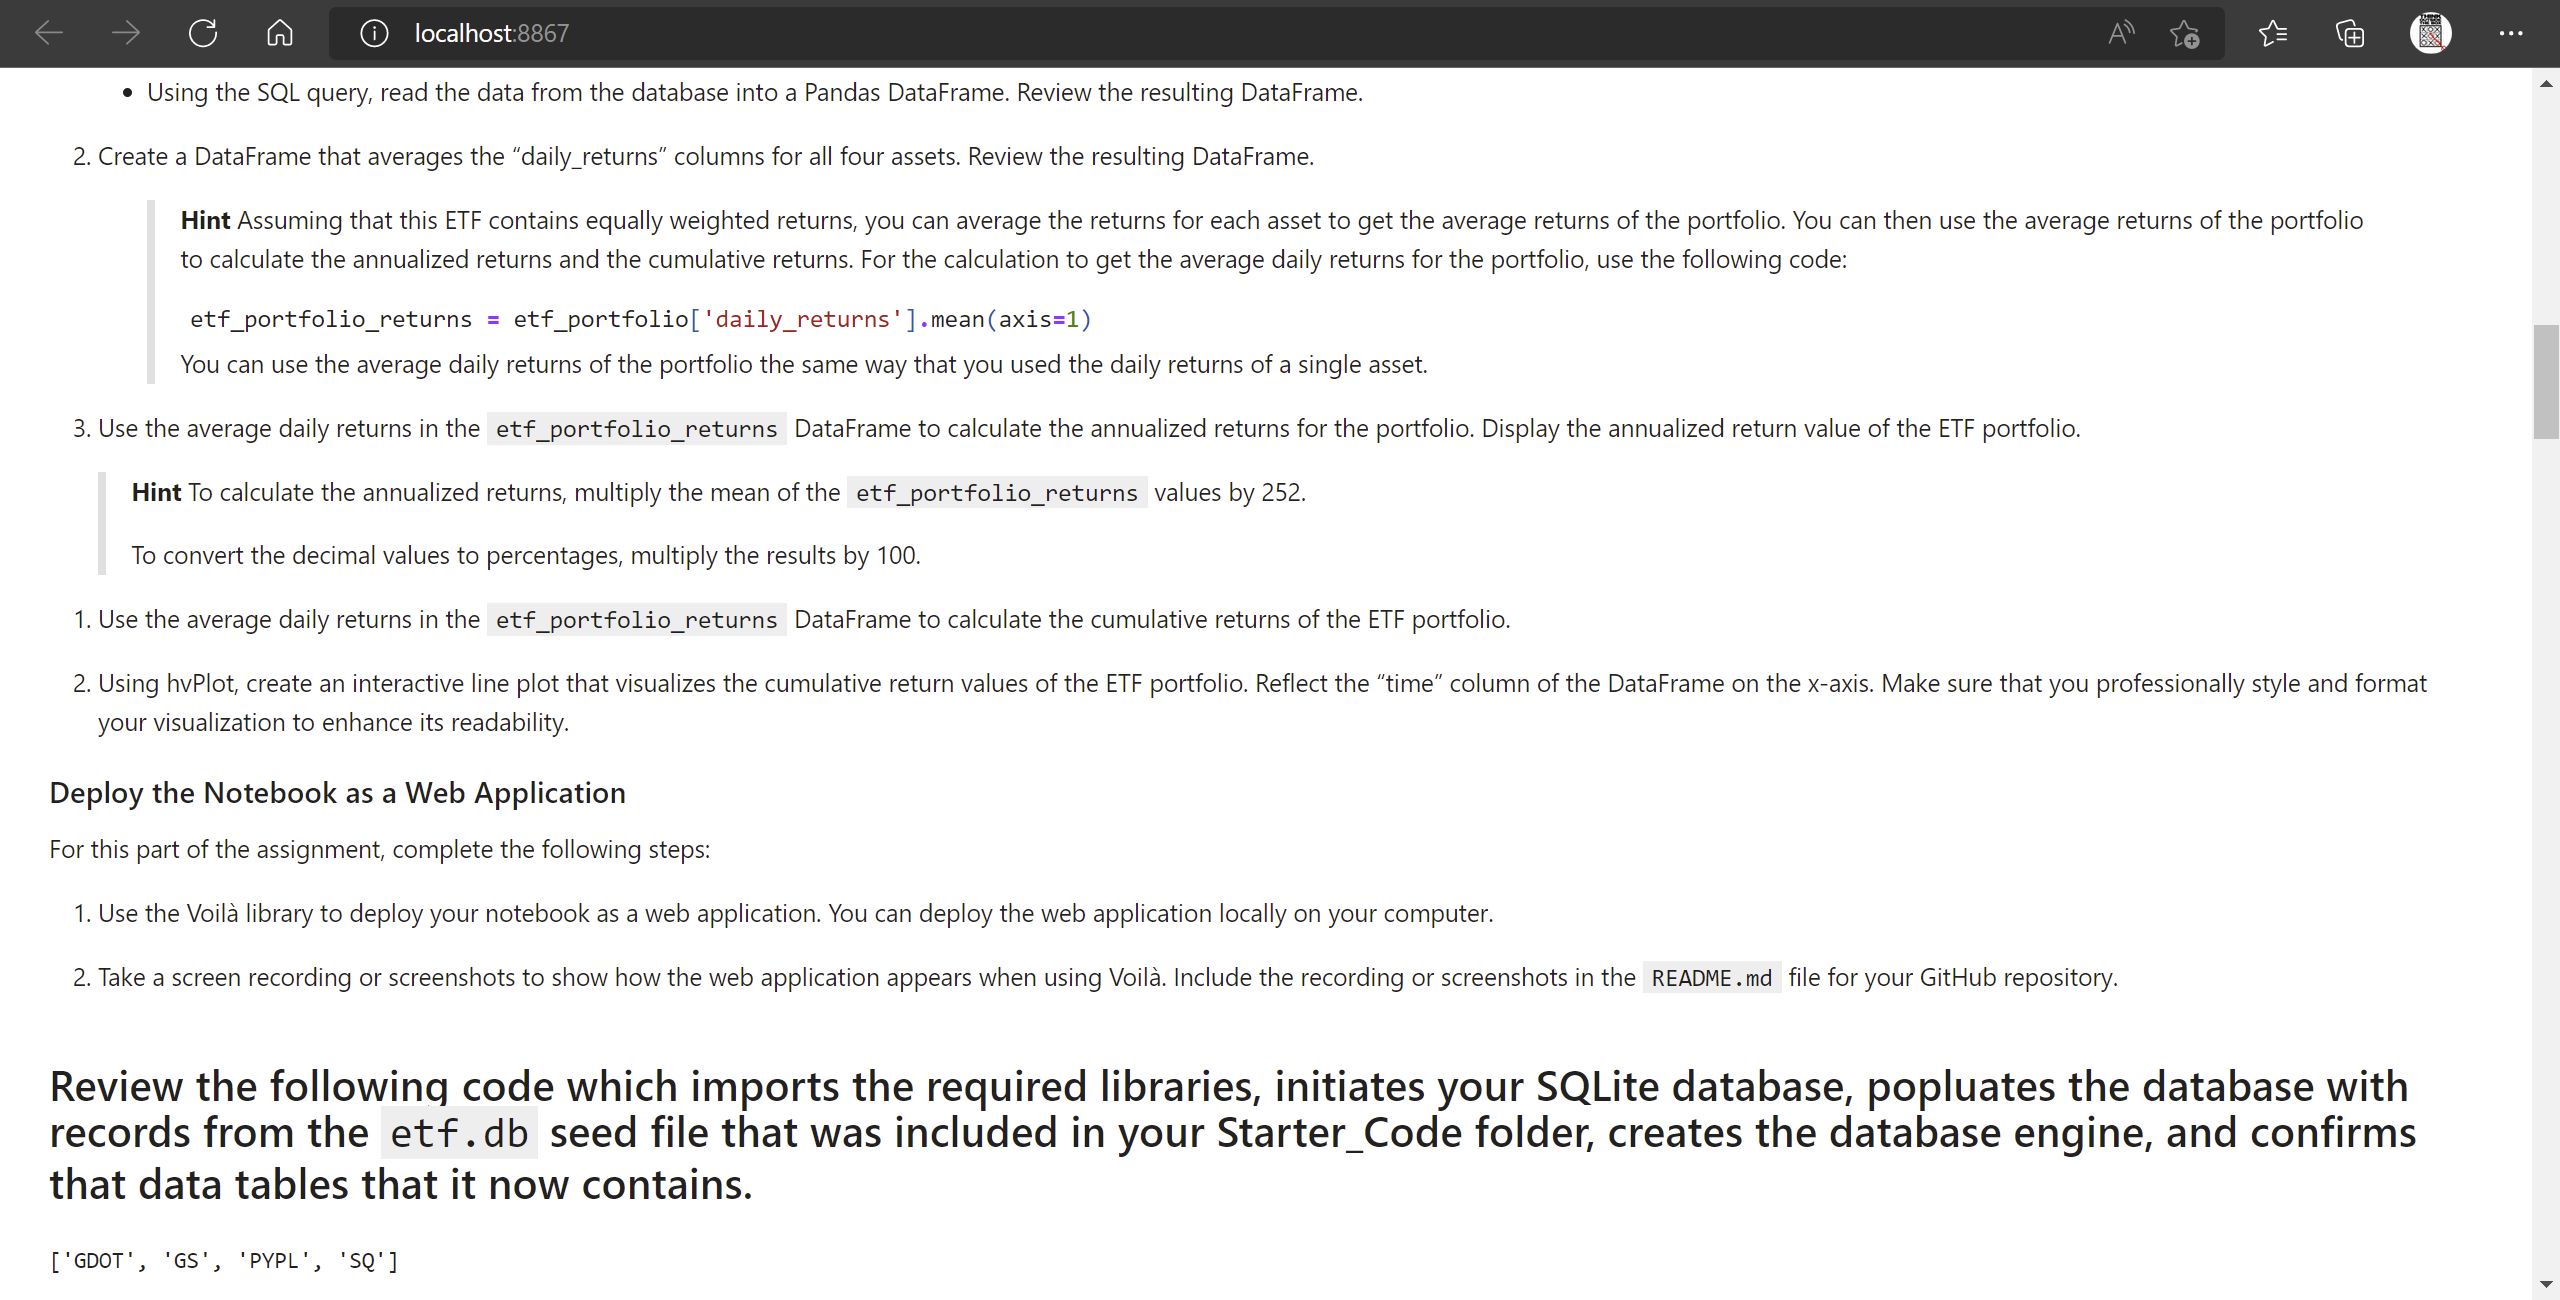 localhost:8867
• Using the SQL query, read the data from the database into a Pandas DataFrame. Review the resulting DataFrame.
2. Create a DataFrame that averages the “daily_returns” columns for all four assets. Review the resulting DataFrame.
Hint Assuming that this ETF contains equally weighted returns, you can average the returns for each asset to get the average returns of the portfolio. You can then use the average returns of the portfolio
to calculate the annualized returns and the cumulative returns. For the calculation to get the average daily returns for the portfolio, use the following code:
etf_portfolio_returns = etf_portfolio['daily_returns'].mean(axis=1)
You can use the average daily returns of the portfolio the same way that you used the daily returns of a single asset.
3. Use the average daily returns in the etf_portfolio_returns DataFrame to calculate the annualized returns for the portfolio. Display the annualized return value of the ETF portfolio.
Hint To calculate the annualized returns, multiply the mean of the etf_portfolio_returns values by 252.
To convert the decimal values to percentages, multiply the results by 100.
1. Use the average daily returns in the etf_portfolio_returns DataFrame to calculate the cumulative returns of the ETF portfolio.
2. Using hvPlot, create an interactive line plot that visualizes the cumulative return values of the ETF portfolio. Reflect the “time” column of the DataFrame on the x-axis. Make sure that you professionally style and format
your visualization to enhance its readability.
Deploy the Notebook as a Web Application
For this part of the assignment, complete the following steps:
1. Use the Voilà library to deploy your notebook as a web application. You can deploy the web application locally on your computer.
2. Take a screen recording or screenshots to show how the web application appears when using Voilà. Include the recording or screenshots in the README.md file for your GitHub repository.
Review the following code which imports the required libraries, initiates your SQLite database, popluates the database with
records from the etf.db seed file that was included in your Starter_Code folder, creates the database engine, and confirms
that data tables that it now contains.
['GDOT', 'GS', 'PYPL', 'SQ']